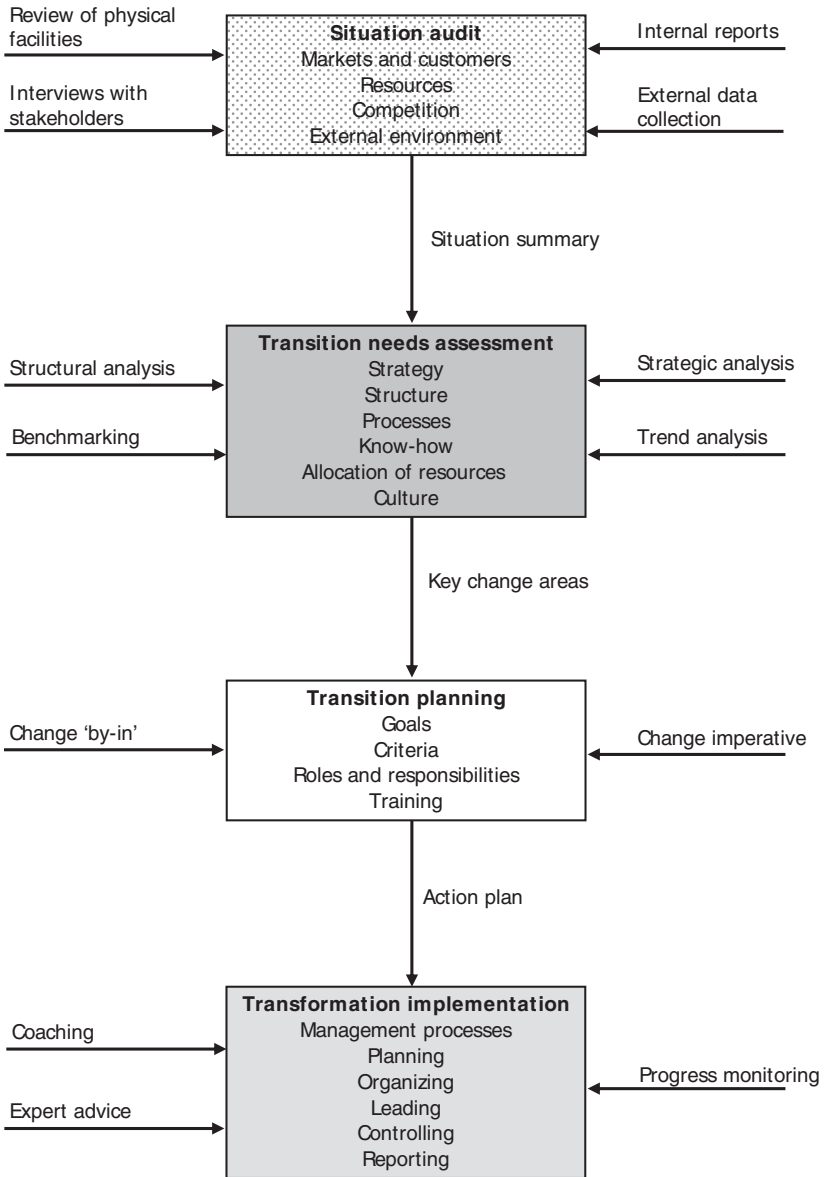 Review of physical
facilities
Interviews with
stakeholders
Situation audit
Markets and customers
Resources
Competition
External environment
Internal reports
External data
collection
Situation summary
Structural analysis
Benchmarking
Transition needs assessment
Strategy
Structure
Processes
Know-how
Allocation of resources
Culture
Strategic analysis
Trend analysis
Key change areas
Change ‘by-in’
Transition planning
Goals
Criteria
Roles and responsibilities
Training
Change imperative
Action plan
Coaching
Expert advice
Transformation implementation
Management processes
Planning
Organizing
Leading
Controlling
Reporting
Progress monitoring